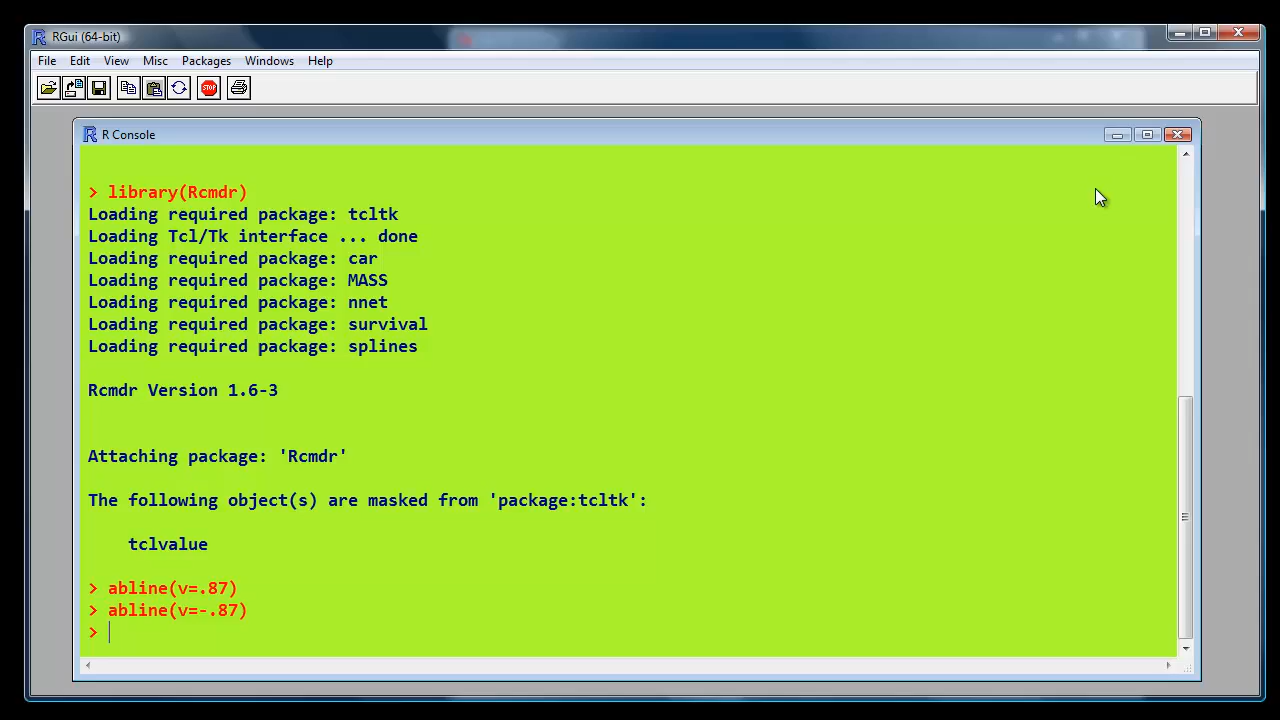 RGui (64-bit)
File Edit View Misc Packages Windows Help
STOP
R Console
> library(Rcmdr)
Loading required package: tcltk
Loading Tcl/Tk interface ... done
Loading required package: car
Loading required package: MASS
Loading required package: nnet
Loading required package: survival
Loading required package: splines
Rcmdr Version 1.6-3
Attaching package: 'Rcmdr'
The following object(s) are masked from 'package:tcltk':
tclvalue
> abline(v=.87)
> abline(v=-.87)
>